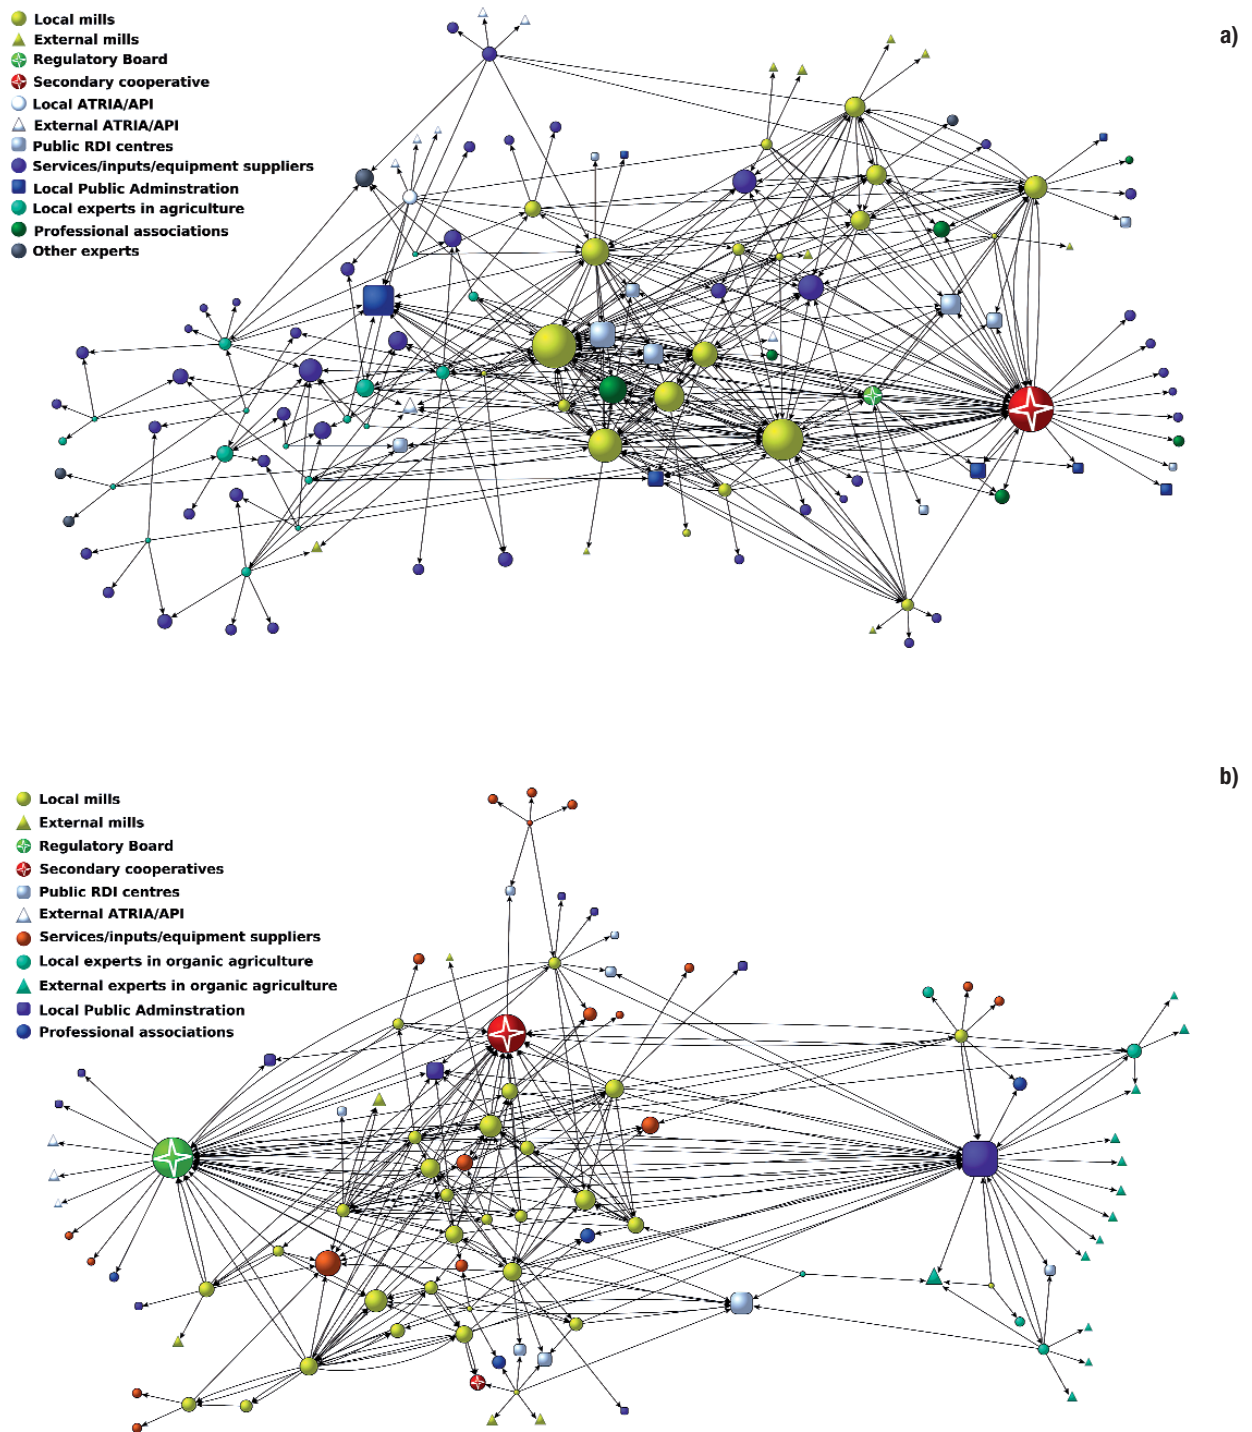 a)
Local mills
External mills
Regulatory Board
Secondary cooperative
Local ATRIA/API
External ATRIA/API
Public RDI centres
Services/inputs/equipment suppliers
Local Public Adminstration
Local experts in agriculture
Professional associations
Other experts
b)
Local mills
External mills
Regulatory Board
Secondary cooperatives
Public RDI centres
External ATRIA/API
Services/inputs/equipment suppliers
Local experts in organic agriculture
External experts in organic agriculture
Local Public Adminstration
Professional associations